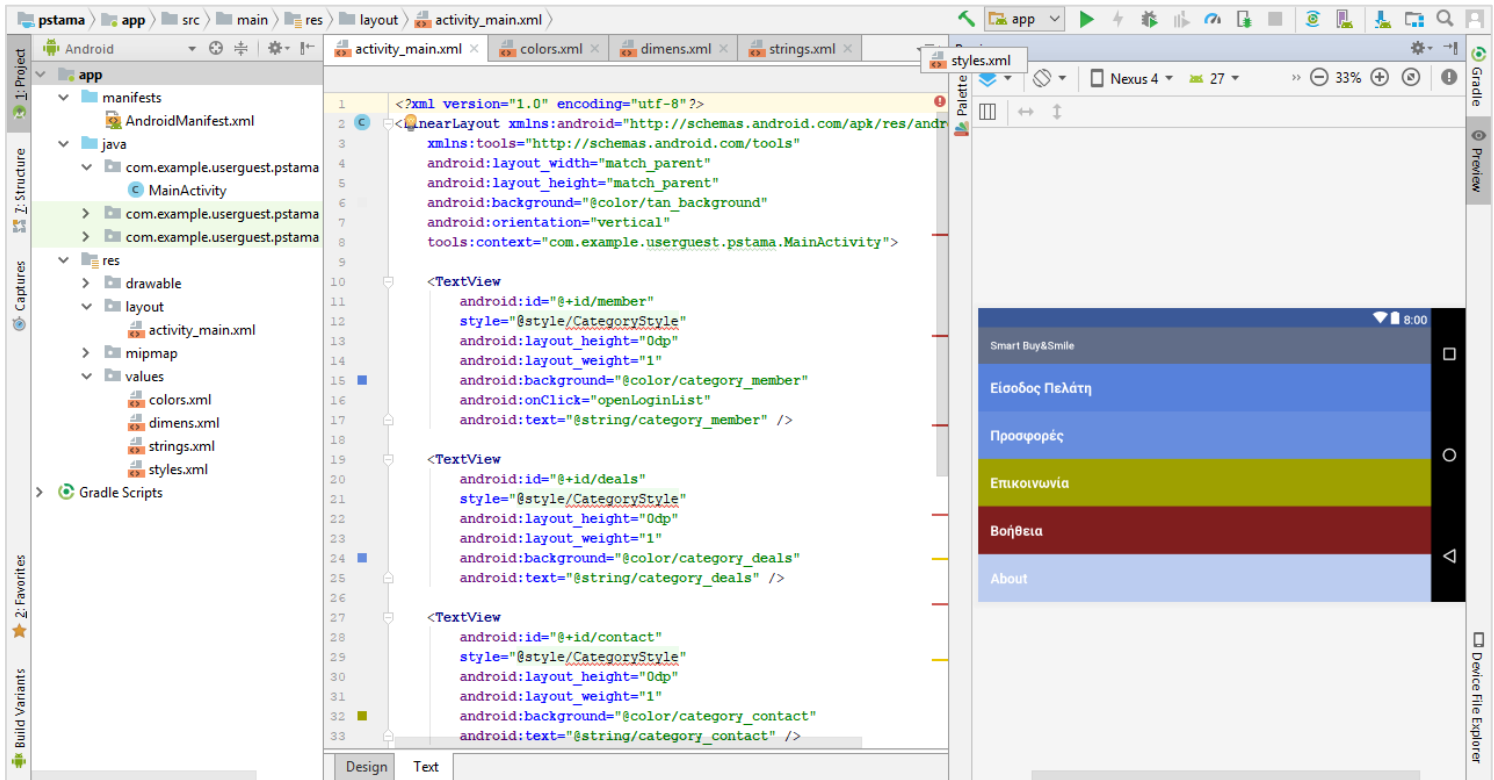 pstama app src main res layout activity_main.xml app
Android
activity_main.xml colors.xml dimens.xml strings.xml
styles.xml
1: Project
7: Structure
Captures
2: Favorites
Build Variants
app
manifests
AndroidManifest.xml
java
com.example.userguest.pstama
MainActivity
com.example.userguest.pstama
com.example.userguest.pstama
res
drawable
layout
activity_main.xml
mipmap
values
colors.xml
dimens.xml
strings.xml
styles.xml
Gradle Scripts
1 <?xml version="1.0" encoding="utf-8"?>
2 <LinearLayout xmlns:android="http://schemas.android.com/apk/res/andr
3 xmlns:tools="http://schemas.android.com/tools"
4 android:layout_width="match_parent"
5 android:layout_height="match_parent"
6 android:background="@color/tan_background"
7 android:orientation="vertical"
8 tools:context="com.example.userguest.pstama.MainActivity">
9
10 <TextView
11 android:id="@+id/member"
12 style="@style/CategoryStyle"
13 android:layout_height="0dp"
14 android:layout_weight="1"
15 android:background="@color/category_member"
16 android:onClick="openLoginList"
17 android:text="@string/category_member" />
18
19 <TextView
20 android:id="@+id/deals"
21 style="@style/CategoryStyle"
22 android:layout_height="0dp"
23 android:layout_weight="1"
24 android:background="@color/category_deals"
25 android:text="@string/category_deals" />
26
27 <TextView
28 android:id="@+id/contact"
29 style="@style/CategoryStyle"
30 android:layout_height="0dp"
31 android:layout_weight="1"
32 android:background="@color/category_contact"
33 android:text="@string/category_contact" />
Design Text
Palette
Nexus 4 27 33%
8:00
Smart Buy&Smile
Είσοδος Πελάτη
Προσφορές
Επικοινωνία
Βοήθεια
About
Gradle
Preview
Device File Explorer